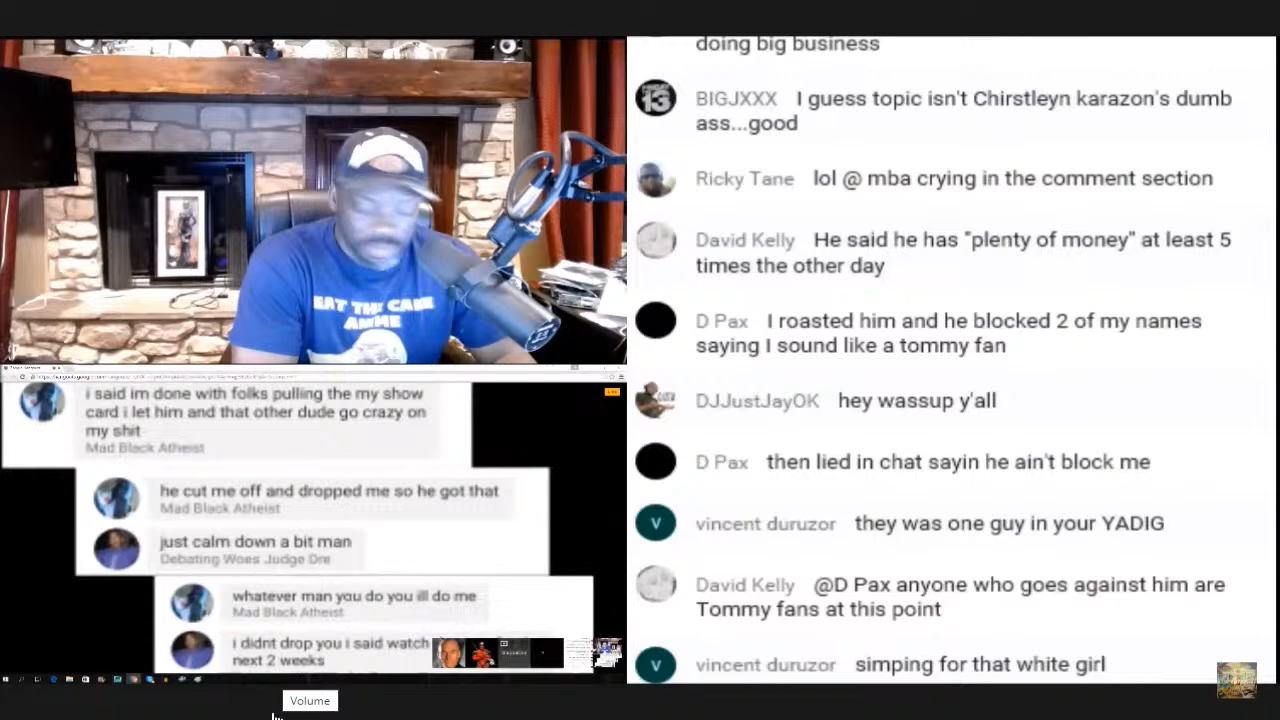 EAT THE CAKE
ANIME
i said im done with folks pulling the my show
card i let him and that other dude go crazy on
my shit
Mad Black Atheist
he cut me off and dropped me so he got that
Mad Black Atheist
just calm down a bit man
Debating Woes Judge Dre
whatever man you do you ill do me
Mad Black Atheist
i didnt drop you i said watch
next 2 weeks
Volume
doing big business
13
BIGJXXX I guess topic isn't Chirstleyn karazon's dumb
ass...good
Ricky Tane lol @ mba crying in the comment section
David Kelly He said he has "plenty of money" at least 5
times the other day
D Pax I roasted him and he blocked 2 of my names
saying I sound like a tommy fan
DJJustJayOK hey wassup y'all
D Pax then lied in chat sayin he ain't block me
V vincent duruzor they was one guy in your YADIG
David Kelly @D Pax anyone who goes against him are
Tommy fans at this point
V vincent duruzor simping for that white girl